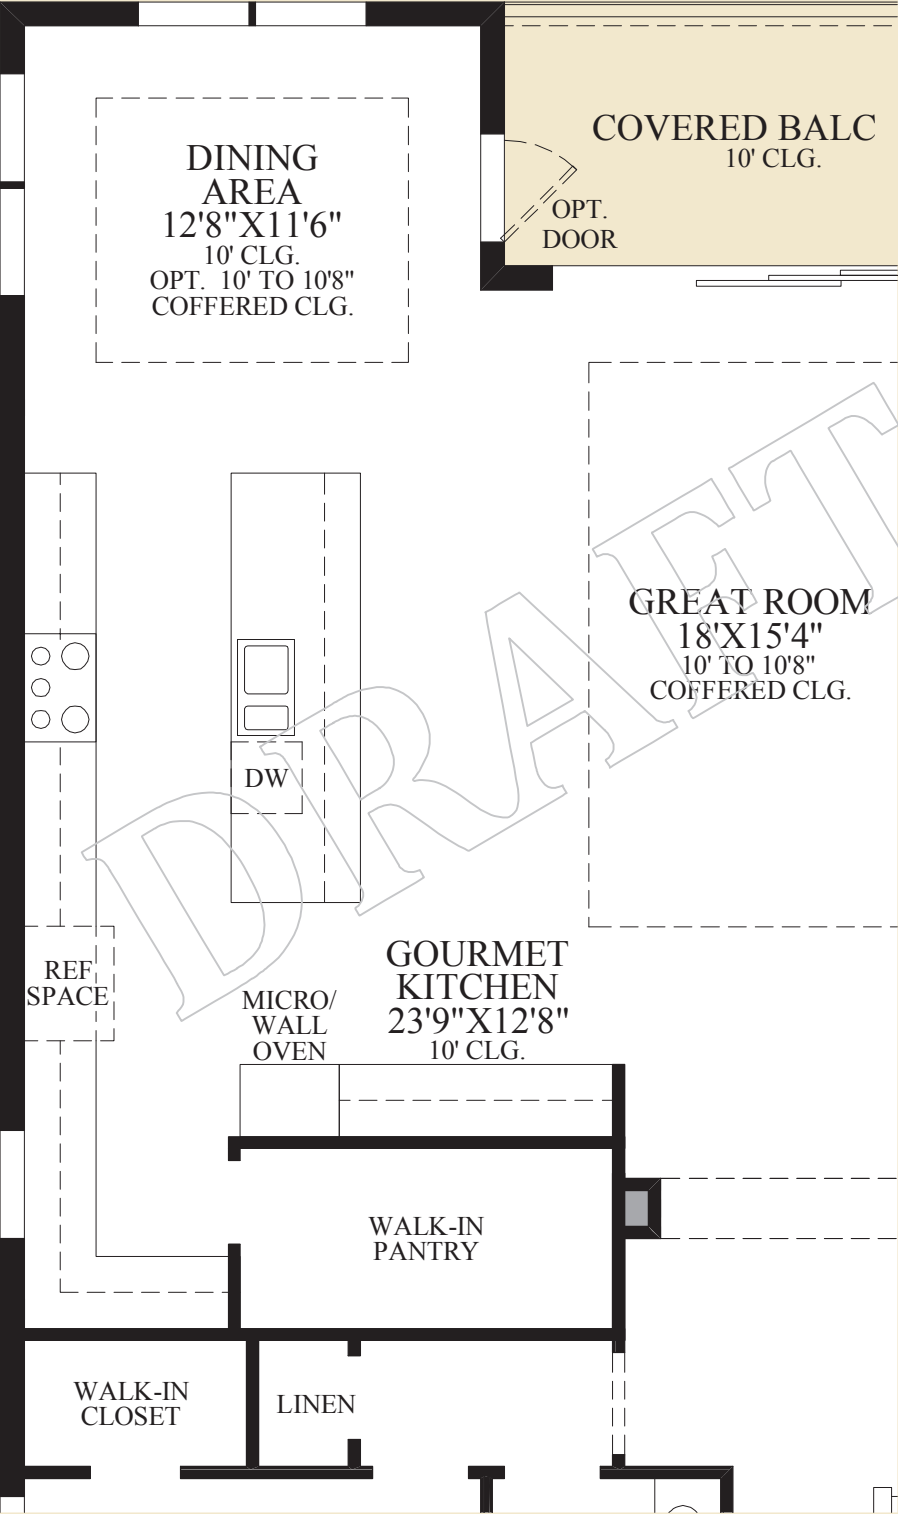 DINING
AREA
12'8"X11'6"
10' CLG.
OPT. 10' TO 10'8"
COFFERED CLG.
COVERED BALC
10' CLG.
OPT.
DOOR
GREAT ROOM
18'X15'4"
10' TO 10'8"
COFFERED CLG.
DW
DRAFT
REF
SPACE
MICRO/
WALL
OVEN
GOURMET
KITCHEN
23'9"X12'8"
10' CLG.
WALK-IN
PANTRY
WALK-IN
CLOSET
LINEN